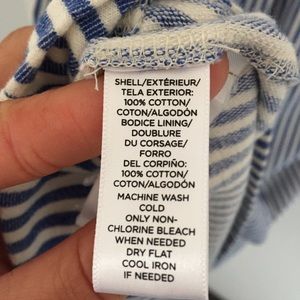 SHELL/EXTÉRIEUR/
TELA EXTERIOR:
100% COTTON/
COTON/ALGODÓN
BODICE LINING/
DOUBLURE
DU CORSAGE/
FORRO
DEL CORPIÑO:
100% COTTON/
COTON/ALGODÓN
MACHINE WASH
COLD
ONLY NON-
CHLORINE BLEACH
WHEN NEEDED
DRY FLAT
COOL IRON
IF NEEDED